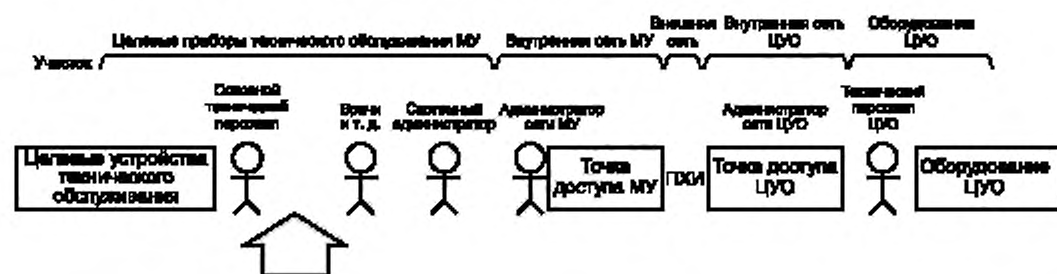 Целевые приборы технического обслуживания МУ
Внутренняя сеть МУ
Внешняя
сеть
Внутренняя сеть
ЦУО
Оборудование
ЦУО
Участок
Основной
технический
персонал
Врачи
и т. д.
Системный
администратор
Администратор
сети МУ
Администратор
сети ЦУО
Технический
персонал
ЦУО
Целевые устройства
технического
обслуживания
Точка
доступа МУ
ПХИ
Точка доступа
ЦУО
Оборудование
ЦУО